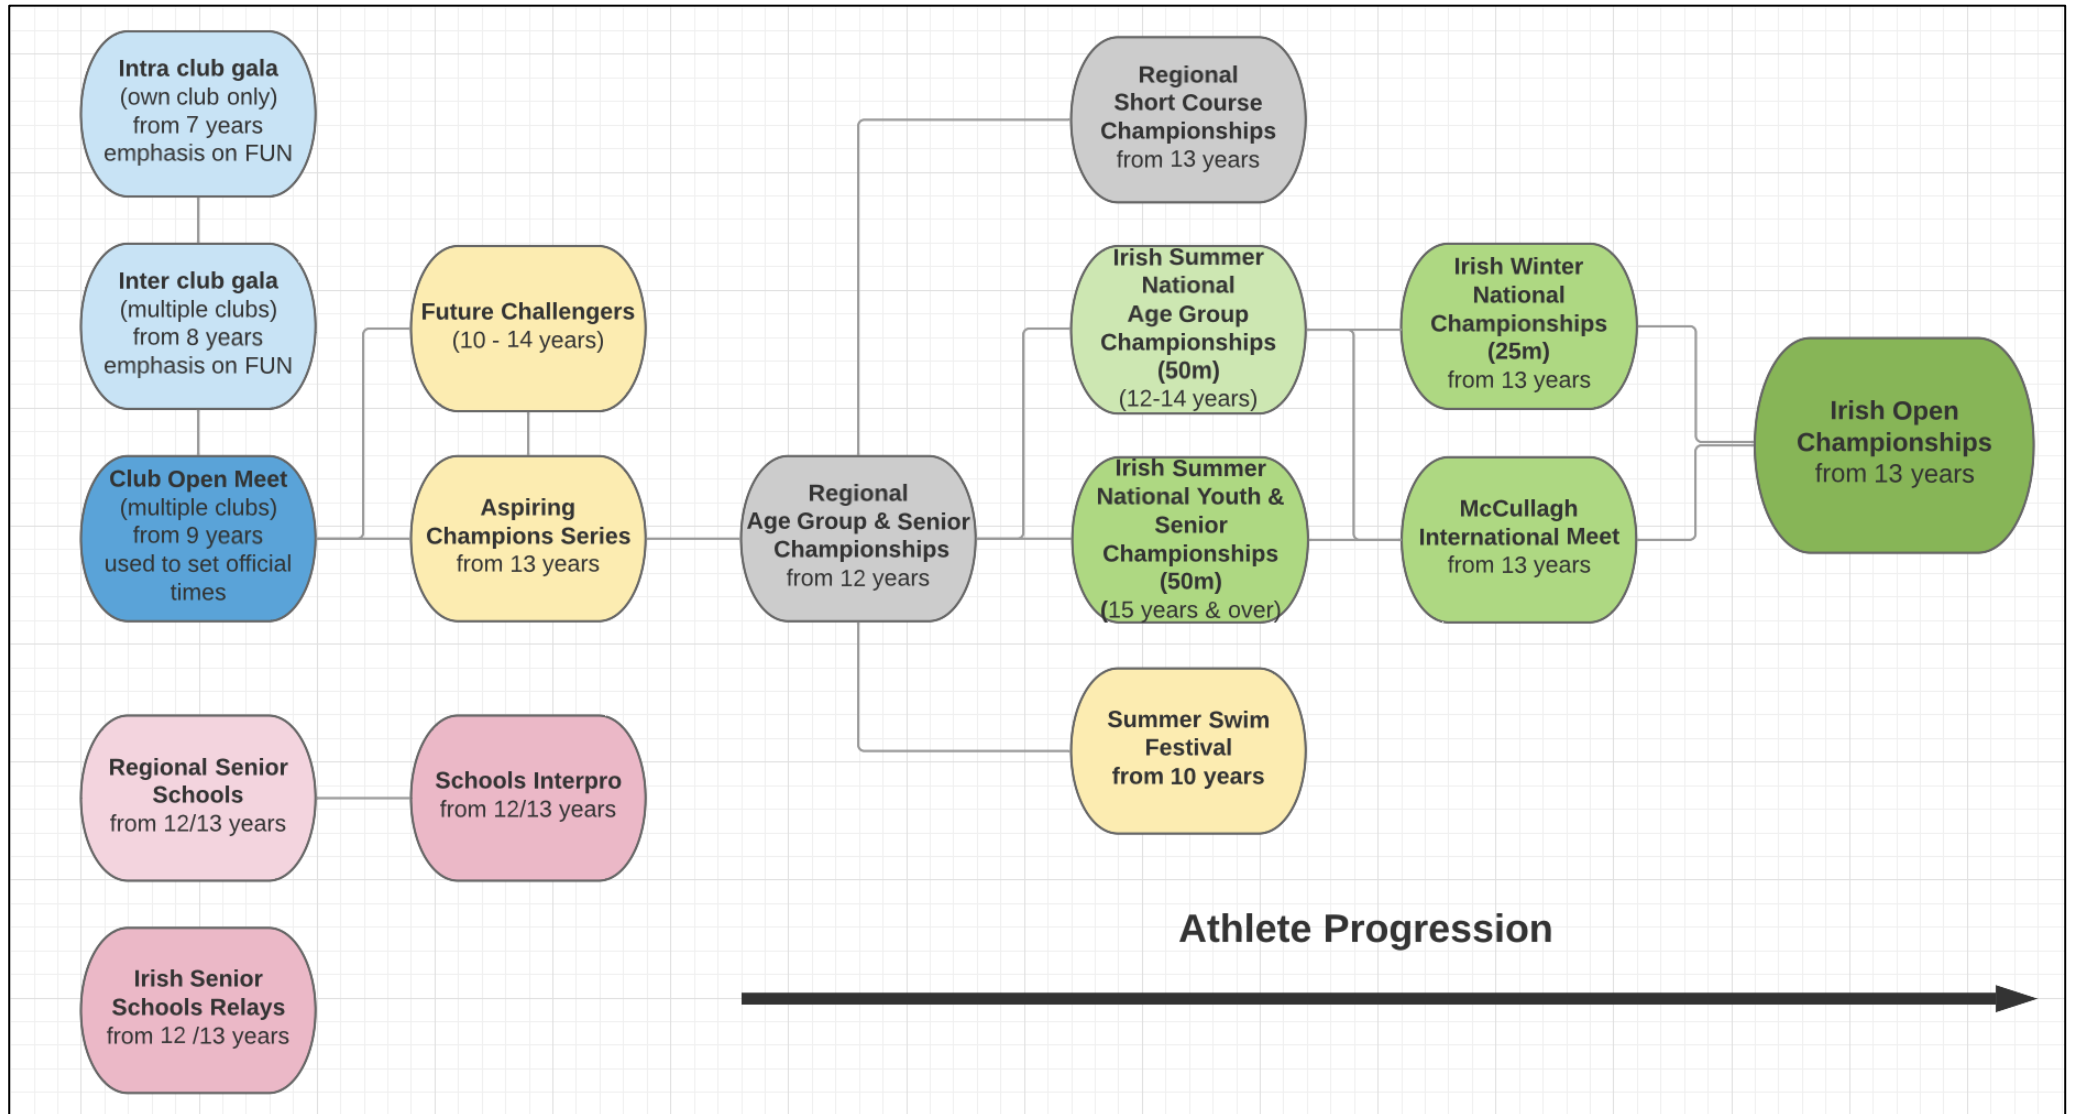 Intra club gala
(own club only)
from 7 years
emphasis on FUN
Inter club gala
(multiple clubs)
from 8 years
emphasis on FUN
Club Open Meet
(multiple clubs)
from 9 years
used to set official
times
Future Challengers
(10 - 14 years)
Aspiring
Champions Series
from 13 years
Regional
Age Group & Senior
Championships
from 12 years
Regional
Short Course
Championships
from 13 years
Irish Summer
National
Age Group
Championships
(50m)
(12-14 years)
Irish Summer
National Youth &
Senior
Championships
(50m)
(15 years & over)
Summer Swim
Festival
from 10 years
Irish Winter
National
Championships
(25m)
from 13 years
McCullagh
International Meet
from 13 years
Irish Open
Championships
from 13 years
Regional Senior
Schools
from 12/13 years
Schools Interpro
from 12/13 years
Irish Senior
Schools Relays
from 12 /13 years
Athlete Progression